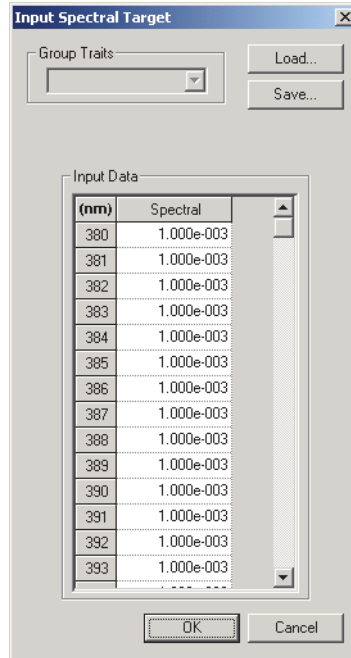 Input Spectral Target
Group Traits
Load...
Save...
Input Data
(nm) Spectral
380 1.000e-003
381 1.000e-003
382 1.000e-003
383 1.000e-003
384 1.000e-003
385 1.000e-003
386 1.000e-003
387 1.000e-003
388 1.000e-003
389 1.000e-003
390 1.000e-003
391 1.000e-003
392 1.000e-003
393 1.000e-003
OK Cancel